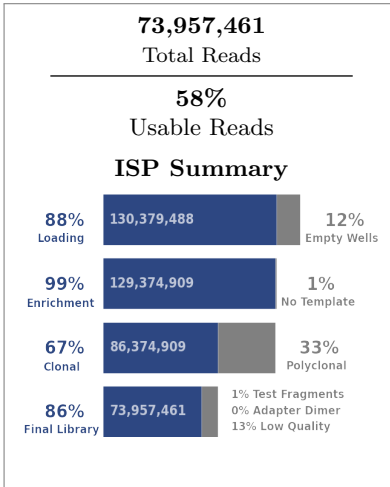 73,957,461
Total Reads
58%
Usable Reads
ISP Summary
88%
Loading
130,379,488
12%
Empty Wells
99%
Enrichment
129,374,909
1%
No Template
67%
Clonal
86,374,909
33%
Polyclonal
86%
Final Library
73,957,461
1% Test Fragments
0% Adapter Dimer
13% Low Quality